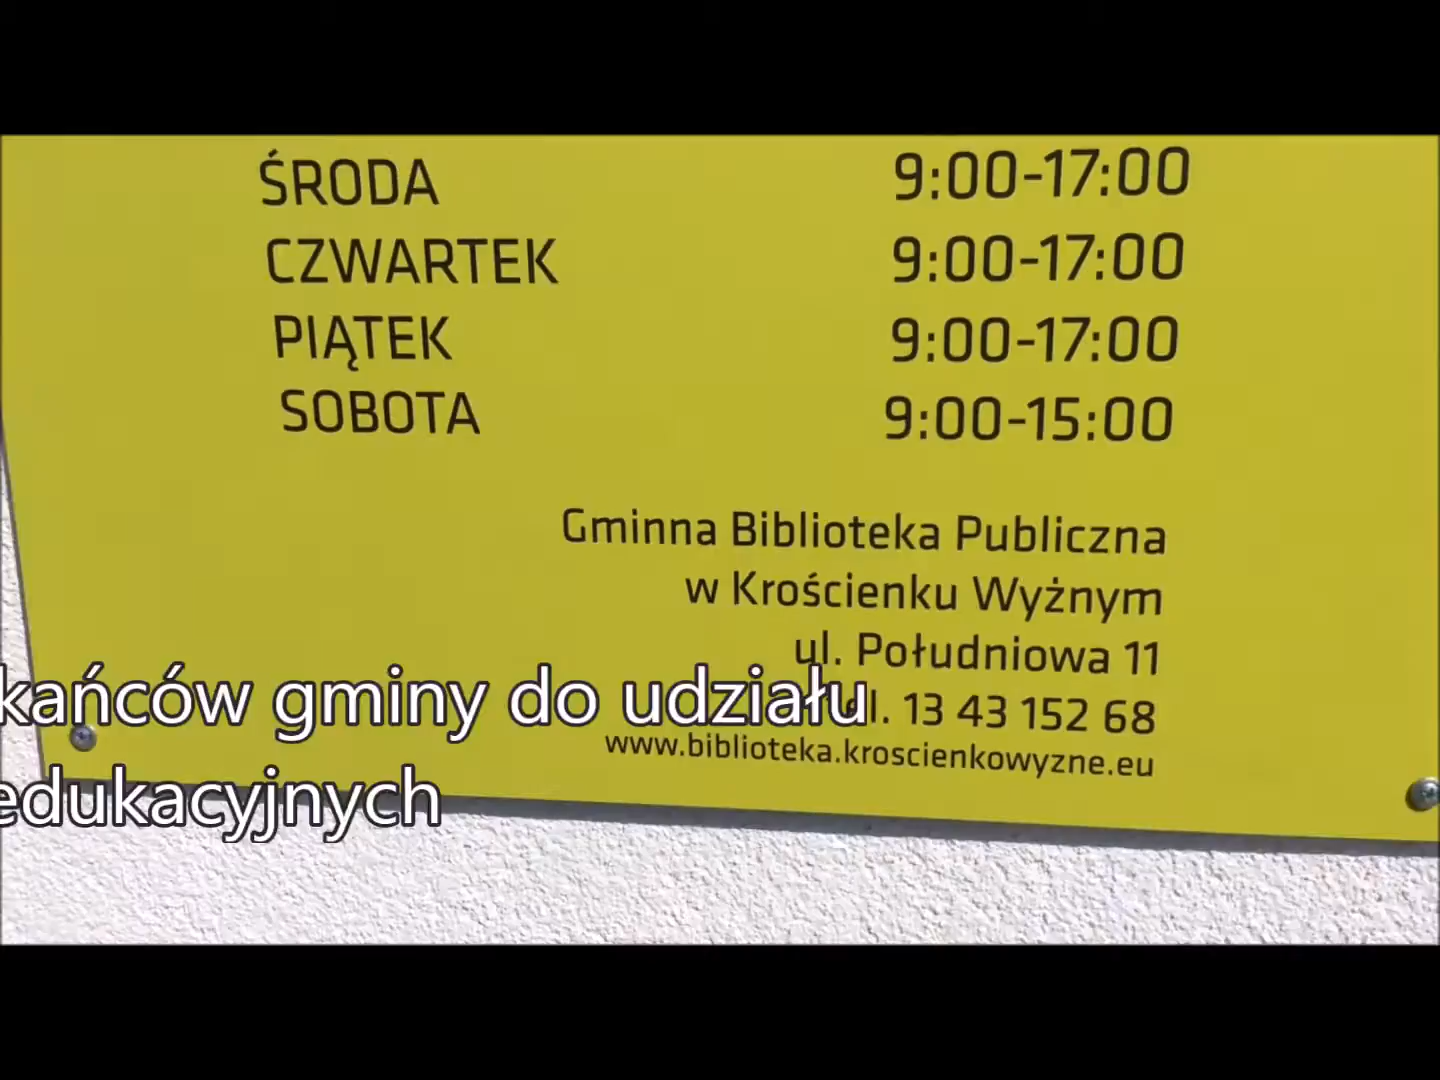 ŚRODA 9:00-17:00
CZWARTEK 9:00-17:00
PIĄTEK 9:00-17:00
SOBOTA 9:00-15:00
Gminna Biblioteka Publiczna
w Krościenku Wyżnym
ul. Południowa 11
kańców gminy do udziału
13 43 152 68
www.biblioteka.kroscienkowyzne.eu
edukacyjnych